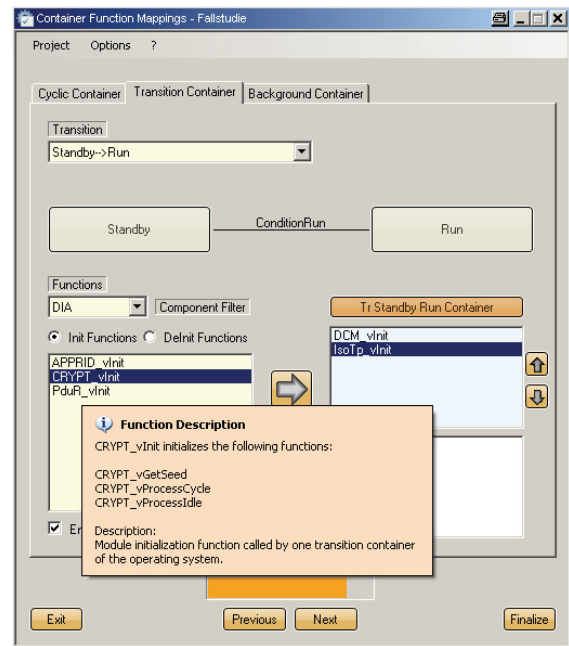 Container Function Mappings - Fallstudie
Project Options ?
Cyclic Container Transition Container Background Container
Transition
Standby-->Run
Standby ConditionRun Run
Functions
DIA Component Filter
Tr Standby Run Container
Init Functions DeInit Functions
DCM_vInit
IsoTp_vInit
APPRID_vInit
CRYPT_vInit
PduR_vInit
Function Description
CRYPT_vInit initializes the following functions:
CRYPT_vGetSeed
CRYPT_vProcessCycle
CRYPT_vProcessIdle
Description:
Module initialization function called by one transition container
of the operating system.
Exit Previous Next Finalize